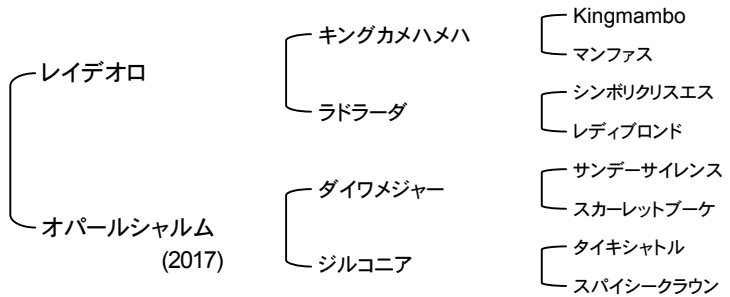 レイデオロ
キングカメハメハ
Kingmambo
マンファス
ラドラーダ
シンボリクリスエス
レディブロンド
オパールシャルム
(2017)
ダイワメジャー
サンデーサイレンス
スカーレットブーケ
ジルコニア
タイキシャトル
スパイシークラウン